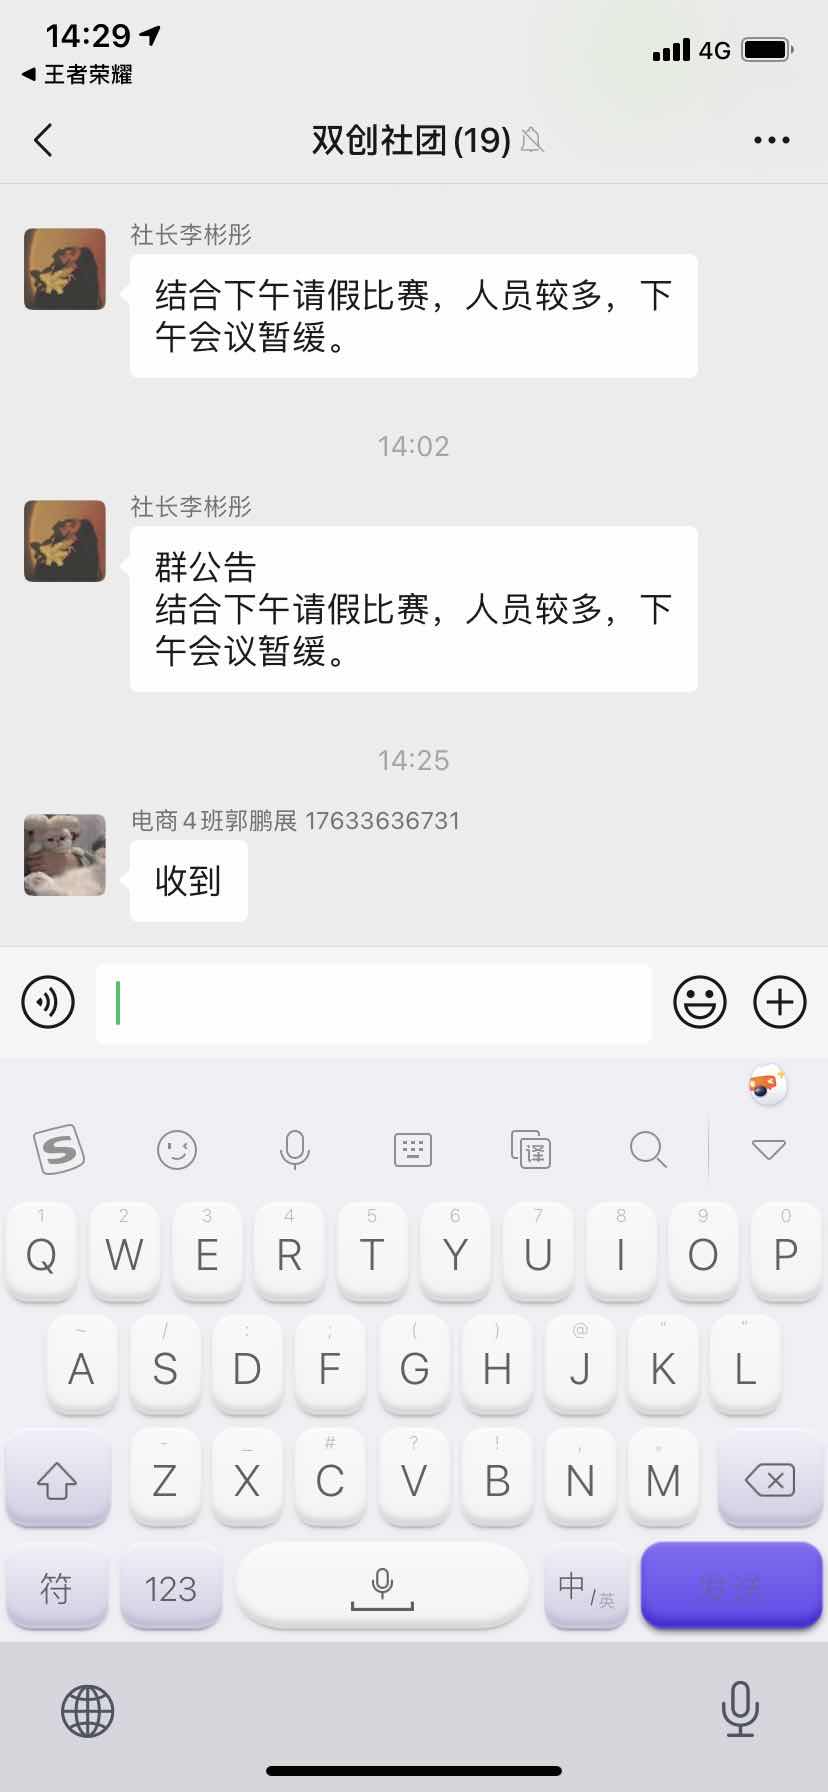 14:29
4G
王者荣耀
双创社团(19)
社长李彬彤
结合下午请假比赛，人员较多，下
午会议暂缓。
14:02
社长李彬彤
群公告
结合下午请假比赛，人员较多，下
午会议暂缓。
14:25
电商4班郭鹏展 17633636731
收到
S
译
1 2 3 4 5 6 7 8 9 0
Q W E R T Y U I O P
~ / : ; ( ) @ “ ”
A S D F G H J K L
- _ # ? ! , 。
Z X C V B N M
符 123 中/英 发送